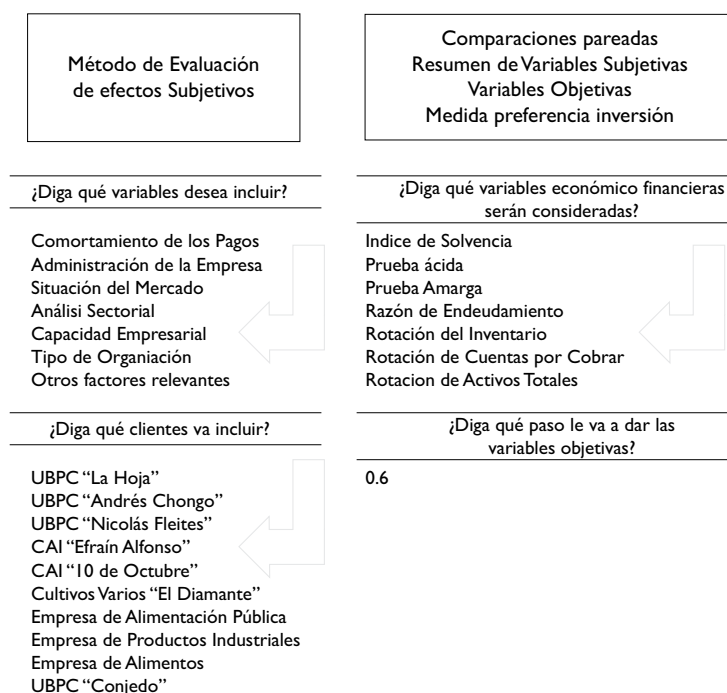 Método de Evaluación
de efectos Subjetivos
Comparaciones pareadas
Resumen de Variables Subjetivas
Variables Objetivas
Medida preferencia inversión
¿Diga qué variables desea incluir?
Comortamiento de los Pagos
Administración de la Empresa
Situación del Mercado
Análisi Sectorial
Capacidad Empresarial
Tipo de Organiación
Otros factores relevantes
¿Diga qué variables económico financieras
serán consideradas?
Indice de Solvencia
Prueba ácida
Prueba Amarga
Razón de Endeudamiento
Rotación del Inventario
Rotación de Cuentas por Cobrar
Rotacion de Activos Totales
¿Diga qué clientes va incluir?
UBPC “La Hoja”
UBPC “Andrés Chongo”
UBPC “Nicolás Fleites”
CAI “Efraín Alfonso”
CAI “10 de Octubre”
Cultivos Varios “El Diamante”
Empresa de Alimentación Pública
Empresa de Productos Industriales
Empresa de Alimentos
UBPC “Conjedo”
¿Diga qué paso le va a dar las
variables objetivas?
0.6